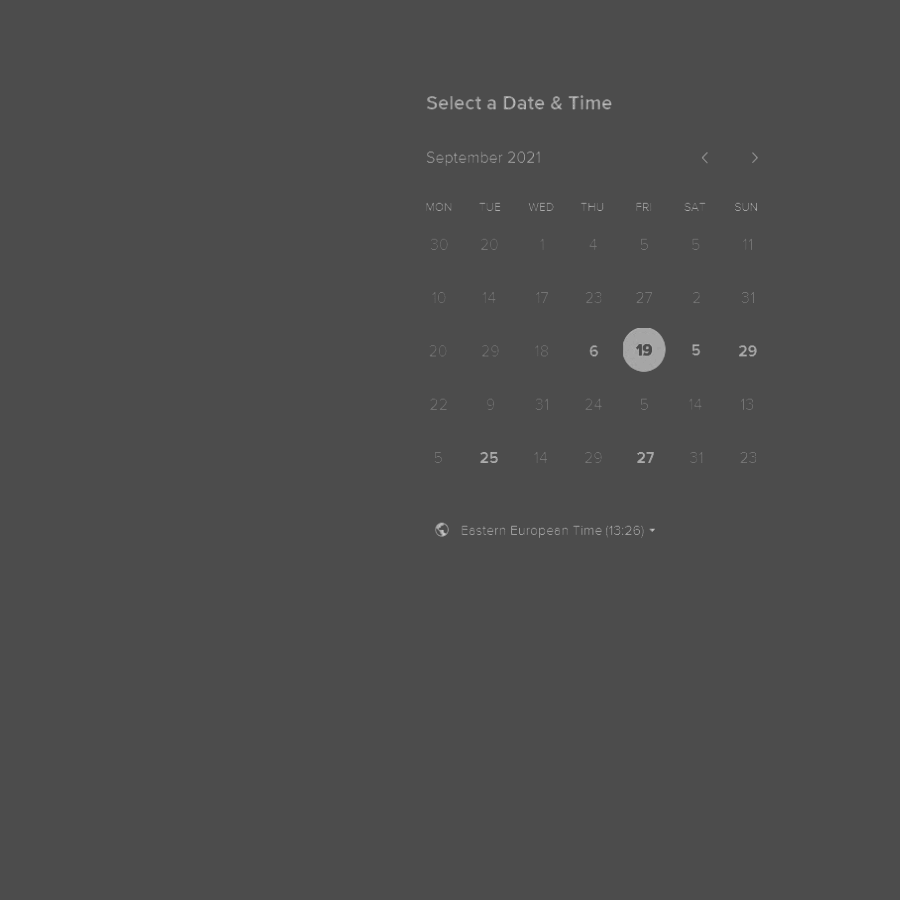 Select a Date & Time
September 2021
MON TUE WED THU FRI SAT SUN
30 20 1 4 5 5 11
10 14 17 23 27 2 31
20 29 18 6 19 5 29
22 9 31 24 5 14 13
5 25 14 29 27 31 23
Eastern European Time (13:26)